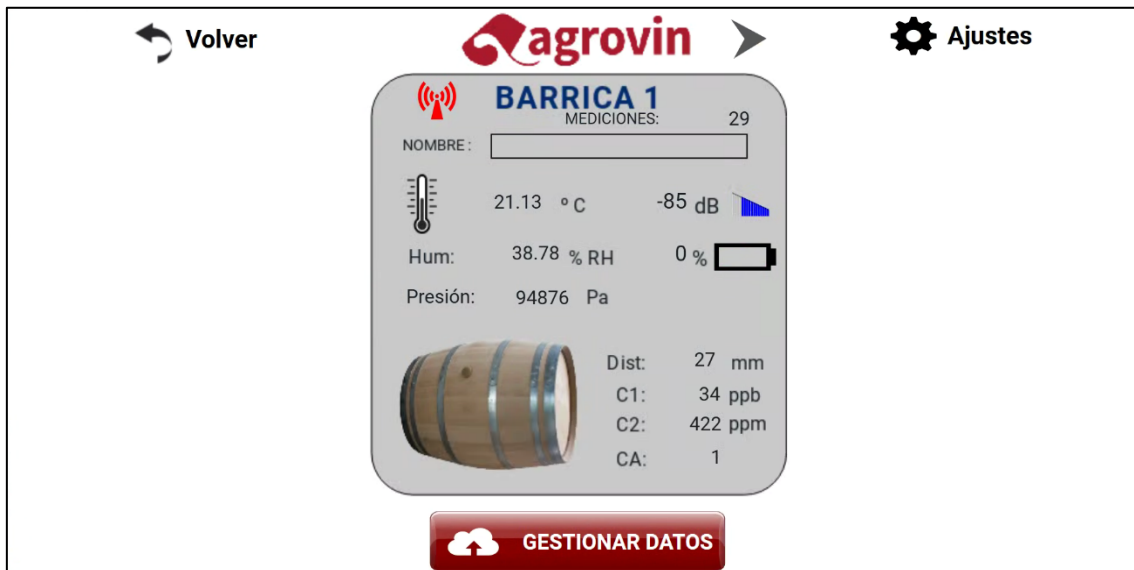 Volver
agrovin
Ajustes
BARRICA 1
MEDICIONES: 29
NOMBRE :
21.13 º C -85 dB
Hum: 38.78 % RH 0 %
Presión: 94876 Pa
Dist: 27 mm
C1: 34 ppb
C2: 422 ppm
CA: 1
GESTIONAR DATOS